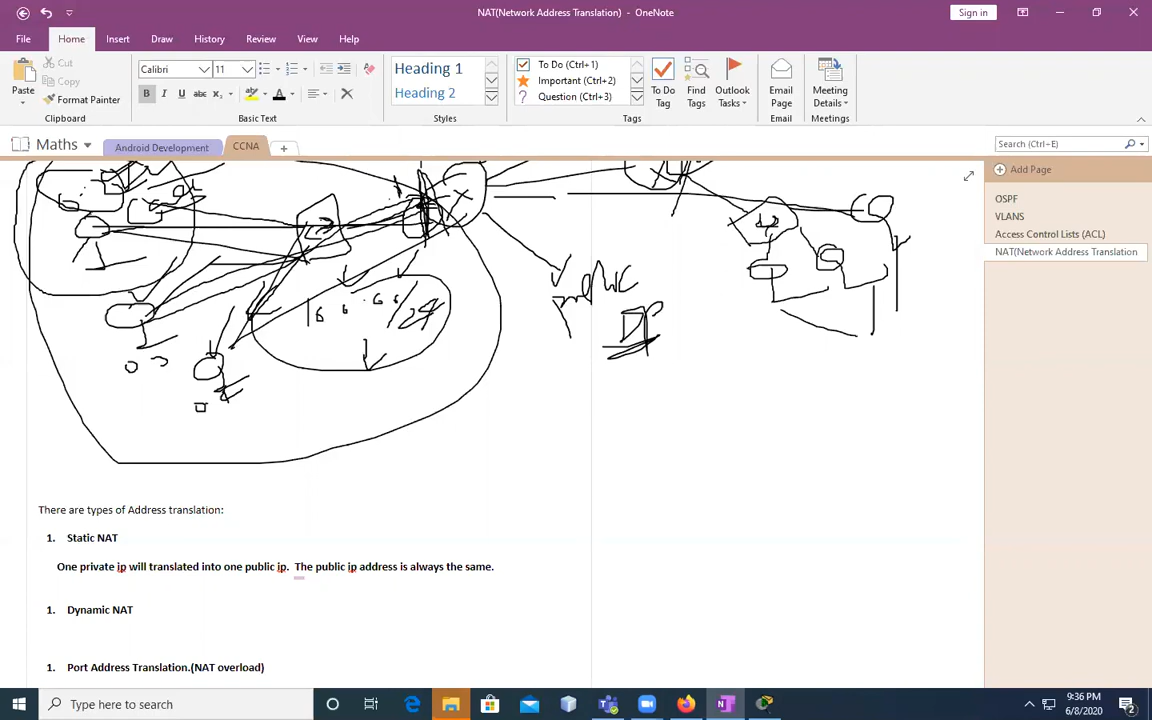 NAT(Network Address Translation) - OneNote
Sign in
File Home Insert Draw History Review View Help
Cut
Copy
Format Painter
Paste
Clipboard
Calibri 11
B I U abc x₂ A
Basic Text
Heading 1
Heading 2
Styles
To Do (Ctrl+1)
Important (Ctrl+2)
Question (Ctrl+3)
Tags
To Do Tag
Find Tags
Outlook Tasks
Email Page
Email
Meeting Details
Meetings
Maths
Android Development
CCNA
Search (Ctrl+E)
Add Page
OSPF
VLANS
Access Control Lists (ACL)
NAT(Network Address Translation)
There are types of Address translation:
1. Static NAT
One private ip will translated into one public ip. The public ip address is always the same.
1. Dynamic NAT
1. Port Address Translation.(NAT overload)
Type here to search
9:36 PM
6/8/2020
2